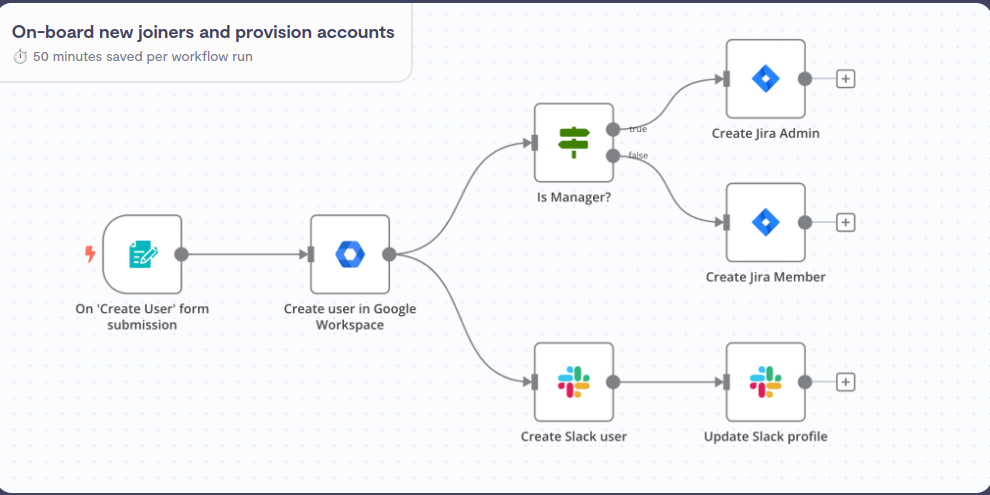 On-board new joiners and provision accounts
50 minutes saved per workflow run
true
false
Create Jira Admin
Is Manager?
Create Jira Member
On 'Create User' form
submission
Create user in Google
Workspace
Create Slack user
Update Slack profile